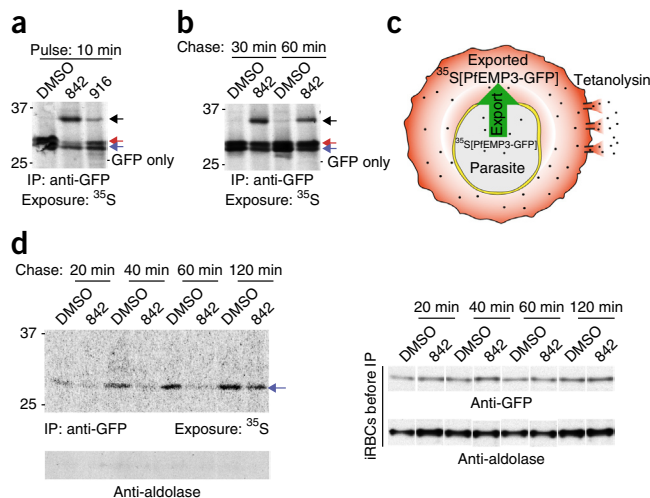 a
Pulse: 10 min
DMSO 842 916
37
25
GFP only
IP: anti-GFP
Exposure: ³⁵S
b
Chase: 30 min 60 min
DMSO 842 DMSO 842
37
25
GFP only
IP: anti-GFP
Exposure: ³⁵S
c
Exported
³⁵S[PfEMP3-GFP]
Tetanolysin
Export
³⁵S[PfEMP3-GFP]
Parasite
d
Chase: 20 min 40 min 60 min 120 min
DMSO 842 DMSO 842 DMSO 842 DMSO 842
37
25
IP: anti-GFP Exposure: ³⁵S
Anti-aldolase
20 min 40 min 60 min 120 min
DMSO 842 DMSO 842 DMSO 842 DMSO 842
iRBCs before IP
Anti-GFP
Anti-aldolase